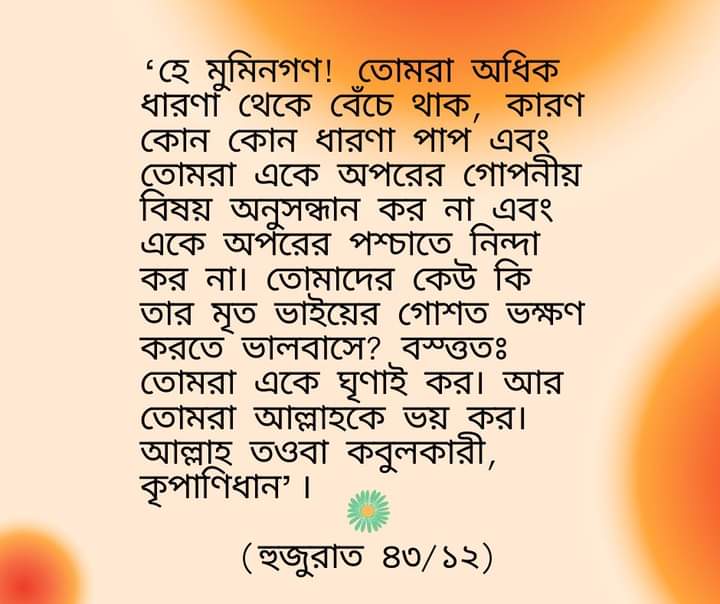 ‘হে মুমিনগণ! তোমরা অধিক
ধারণা থেকে বেঁচে থাক, কারণ
কোন কোন ধারণা পাপ এবং
তোমরা একে অপরের গোপনীয়
বিষয় অনুসন্ধান কর না এবং
একে অপরের পশ্চাতে নিন্দা
কর না। তোমাদের কেউ কি
তার মৃত ভাইয়ের গোশত ভক্ষণ
করতে ভালবাসে? বস্ত্ততঃ
তোমরা একে ঘৃণাই কর। আর
তোমরা আল্লাহকে ভয় কর।
আল্লাহ তওবা কবুলকারী,
কৃপাণিধান’।
(হুজুরাত ৪৩/১২)